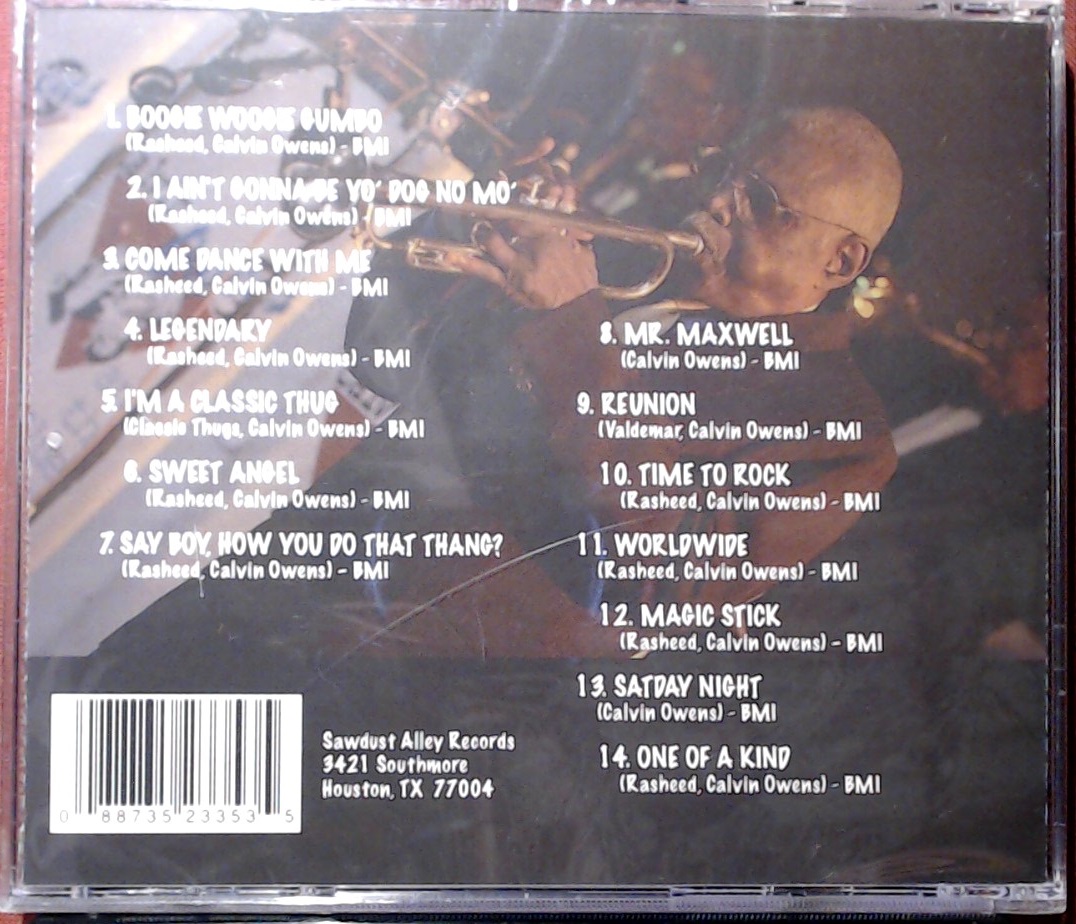 1. BOOGIE WOOGIE GUMBO
(Rasheed, Calvin Owens) - BMI
2. I AIN'T GONNA BE YO' DOG NO MO'
(Rasheed, Calvin Owens) - BMI
3. COME DANCE WITH ME
(Rasheed, Calvin Owens) - BMI
4. LEGENDARY
(Rasheed, Calvin Owens) - BMI
5. I'M A CLASSIC THUG
(Classic Thugs, Calvin Owens) - BMI
6. SWEET ANGEL
(Rasheed, Calvin Owens) - BMI
7. SAY BOY, HOW YOU DO THAT THANG?
(Rasheed, Calvin Owens) - BMI
8. MR. MAXWELL
(Calvin Owens) - BMI
9. REUNION
(Valdemar, Calvin Owens) - BMI
10. TIME TO ROCK
(Rasheed, Calvin Owens) - BMI
11. WORLDWIDE
(Rasheed, Calvin Owens) - BMI
12. MAGIC STICK
(Rasheed, Calvin Owens) - BMI
13. SATDAY NIGHT
(Calvin Owens) - BMI
14. ONE OF A KIND
(Rasheed, Calvin Owens) - BMI
0 88735 23353 5
Sawdust Alley Records
3421 Southmore
Houston, TX 77004